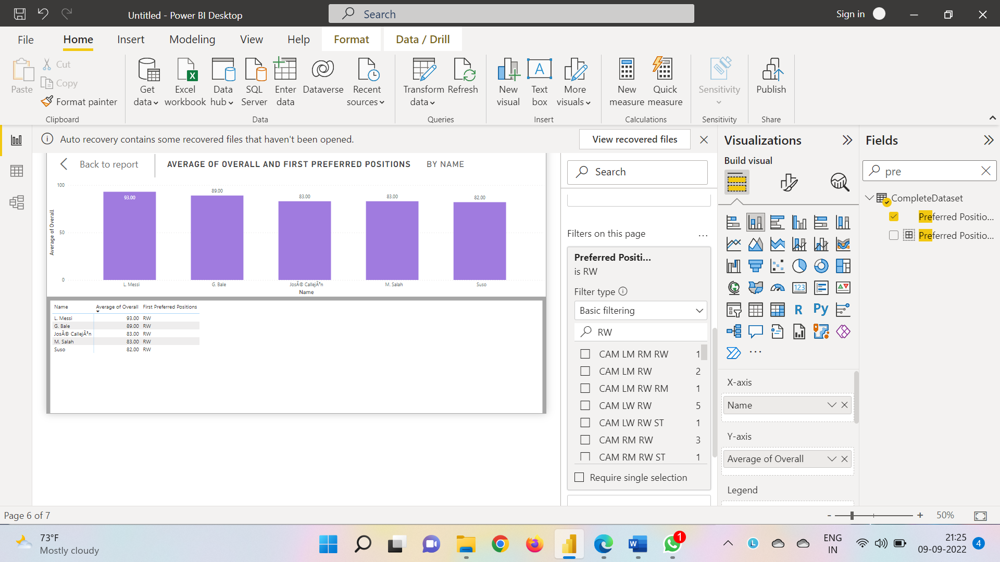 Untitled - Power BI Desktop
Search
Sign in
File
Home
Insert
Modeling
View
Help
Format
Data / Drill
Paste
Cut
Copy
Format painter
Clipboard
Get data
Excel workbook
Data hub
SQL Server
Enter data
Dataverse
Recent sources
Data
Transform data
Refresh
Queries
New visual
Text box
More visuals
Insert
New measure
Quick measure
Calculations
Sensitivity
Sensitivity
Publish
Share
Auto recovery contains some recovered files that haven't been opened.
View recovered files
Back to report
AVERAGE OF OVERALL AND FIRST PREFERRED POSITIONS BY NAME
Average of Overall
100
50
0
93.00
89.00
83.00
83.00
82.00
L. Messi
G. Bale
JosÃ© CallejÃ³n
M. Salah
Suso
Name
Name Average of Overall First Preferred Positions
L. Messi 93.00 RW
G. Bale 89.00 RW
JosÃ© CallejÃ³n 83.00 RW
M. Salah 83.00 RW
Suso 82.00 RW
Search
Filters on this page ...
Preferred Positi...
is RW
Filter type
Basic filtering
RW
CAM LM RM RW 1
CAM LM RW 2
CAM LM RW RM 1
CAM LW RW 5
CAM LW RW ST 1
CAM RM RW 3
CAM RM RW ST 1
Require single selection
Visualizations
Build visual
123
R
Py
...
X-axis
Name
Y-axis
Average of Overall
Legend
Fields
pre
CompleteDataset
Preferred Positio...
Preferred Positio...
Page 6 of 7
- + 50%
73°F
Mostly cloudy
W
1
L
ENG
IN
21:25
09-09-2022
4